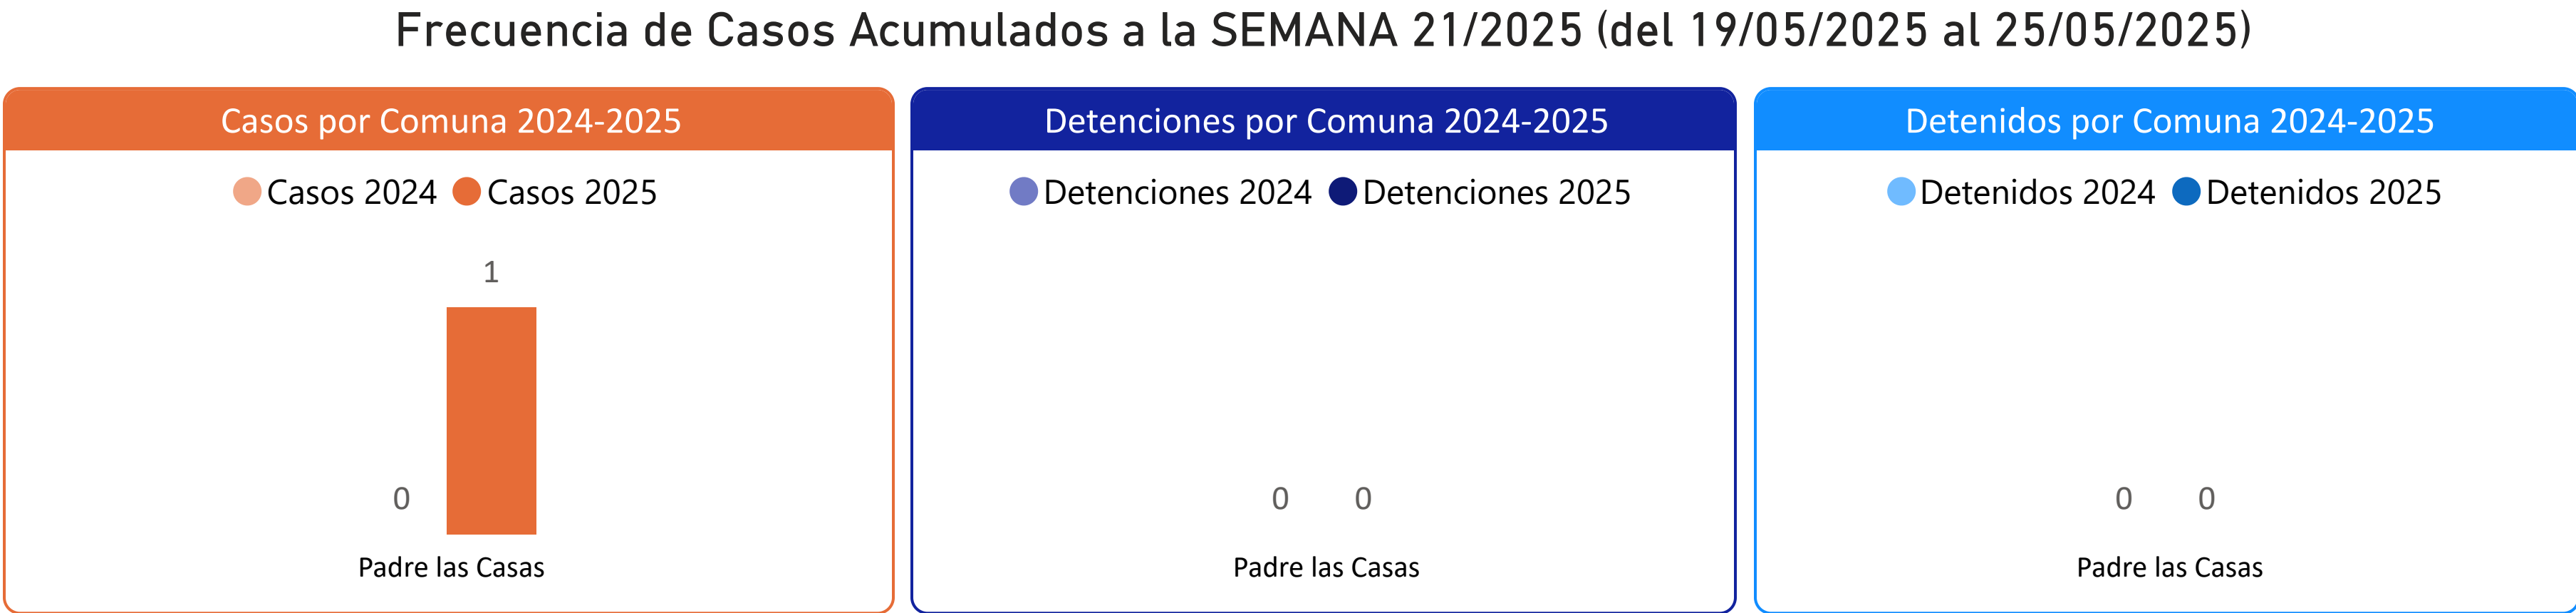 Frecuencia de Casos Acumulados a la SEMANA 21/2025 (del 19/05/2025 al 25/05/2025)
Casos por Comuna 2024-2025
Casos 2024 Casos 2025
1
0
Padre las Casas
Detenciones por Comuna 2024-2025
Detenciones 2024 Detenciones 2025
0 0
Padre las Casas
Detenidos por Comuna 2024-2025
Detenidos 2024 Detenidos 2025
0 0
Padre las Casas